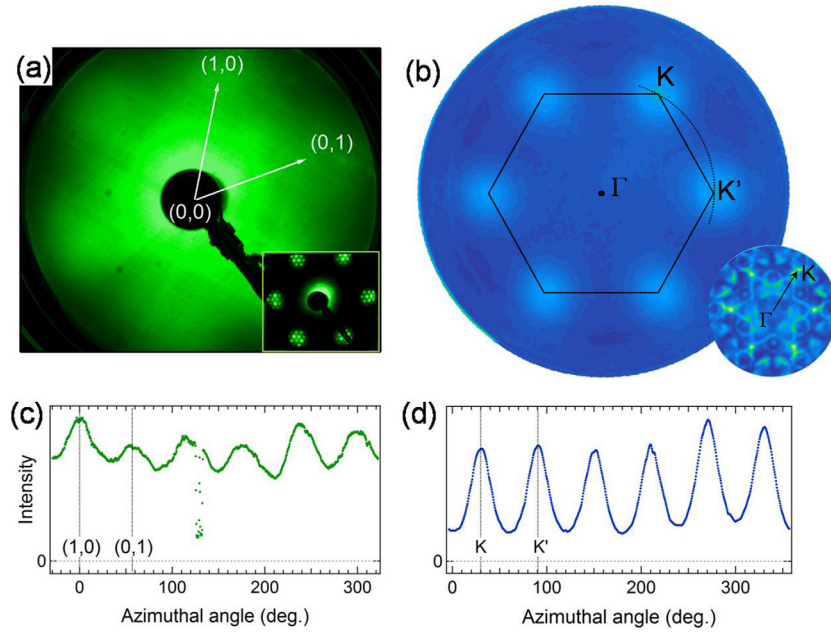 (a)
(1,0)
(0,1)
(0,0)
(b)
K
K'
Γ
K
Γ
(c)
Intensity
0
(1,0)
(0,1)
0
100
200
300
Azimuthal angle (deg.)
(d)
0
K
K'
0
100
200
300
Azimuthal angle (deg.)